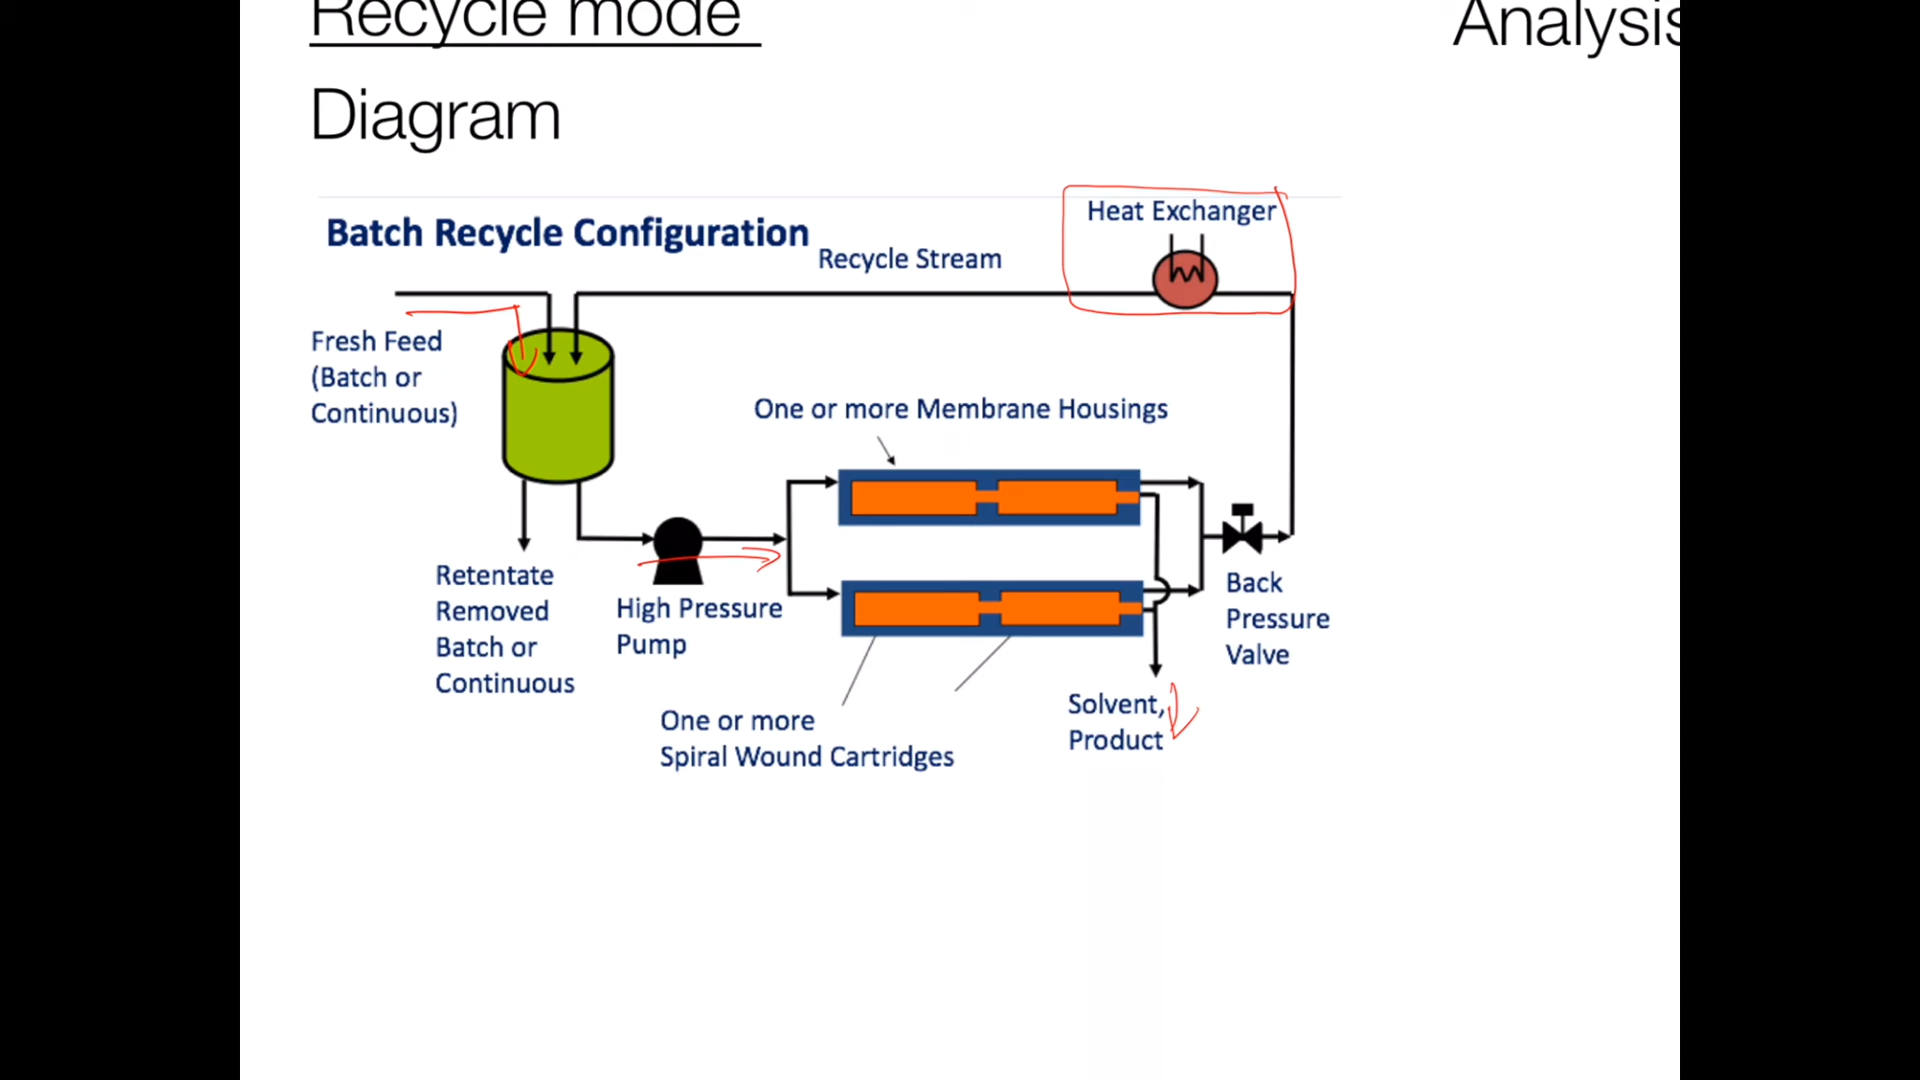 Recycle mode
Analysis
Diagram
Batch Recycle Configuration
Recycle Stream
Heat Exchanger
Fresh Feed
(Batch or
Continuous)
One or more Membrane Housings
Retentate
Removed
Batch or
Continuous
High Pressure
Pump
Back
Pressure
Valve
One or more
Spiral Wound Cartridges
Solvent,
Product